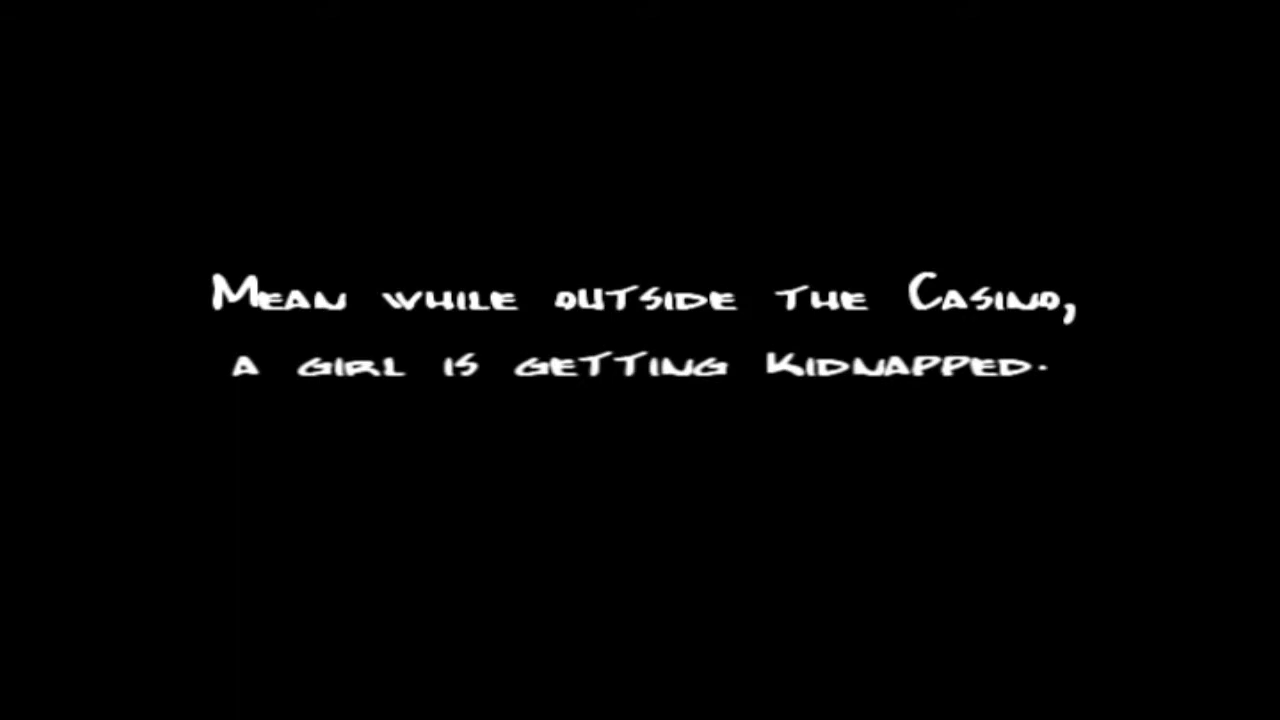 Mean while outside the Casino,
a girl is getting kidnapped.